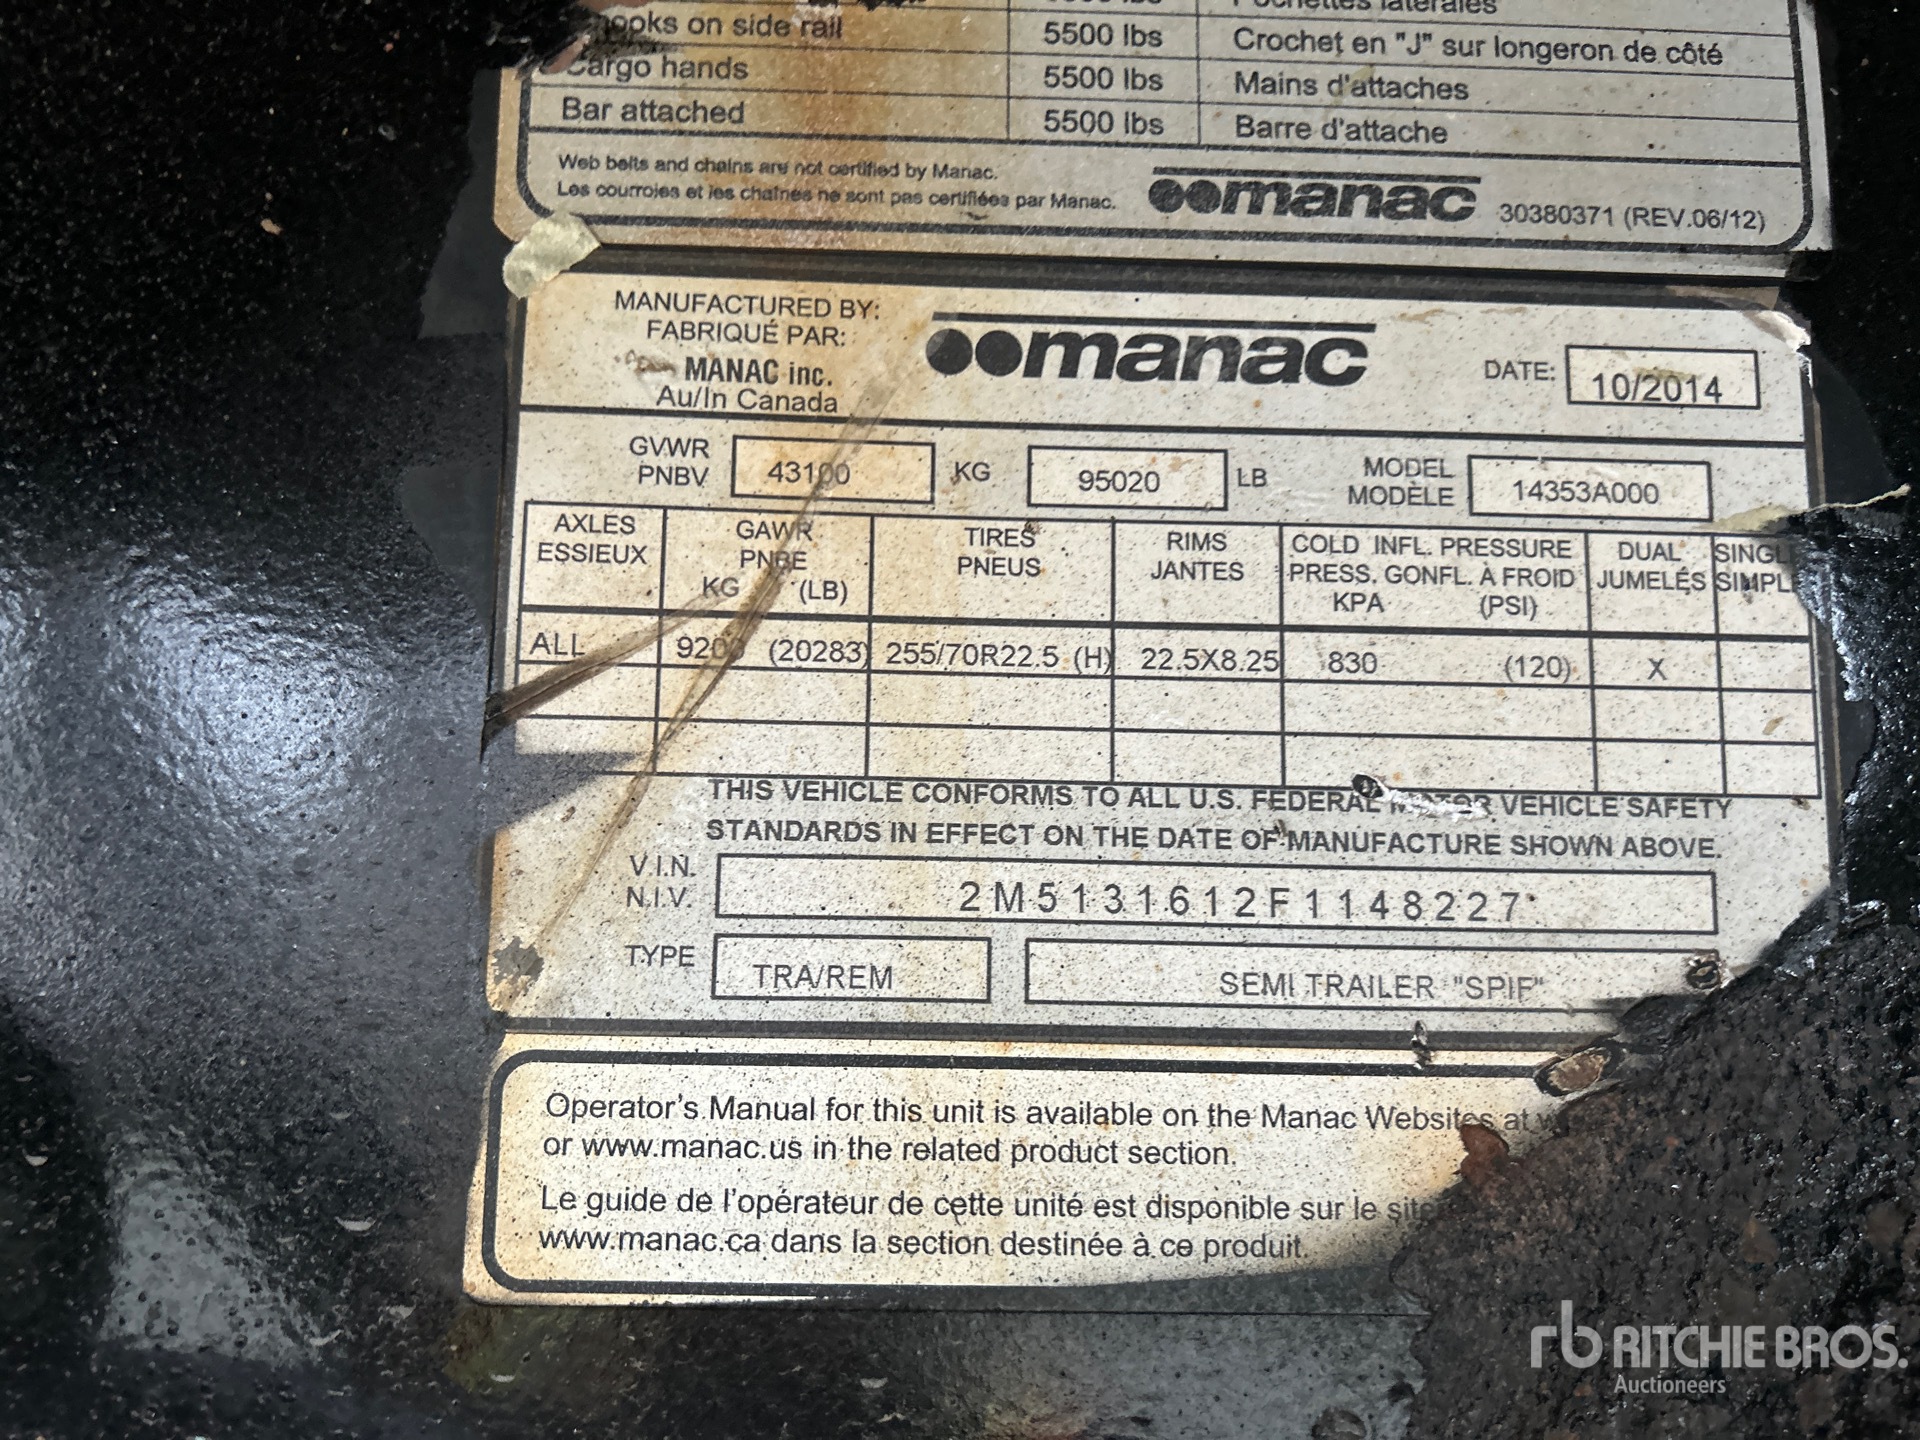 hooks on side rail 5500 lbs Crochet en "J" sur longeron de côté
Cargo hands 5500 lbs Mains d'attaches
Bar attached 5500 lbs Barre d'attache
Web belts and chains are not certified by Manac.
Les courroies et les chaînes ne sont pas certifiées par Manac.
manac 30380371 (REV.06/12)
MANUFACTURED BY:
FABRIQUÉ PAR:
MANAC inc.
Au/In Canada
manac
DATE: 10/2014
GVWR
PNBV
43100 KG 95020 LB
MODEL
MODÈLE
14353A000
AXLES
ESSIEUX
GAWR
PNBE
KG (LB)
TIRES
PNEUS
RIMS
JANTES
COLD INFL. PRESSURE
PRESS. GONFL. À FROID
KPA (PSI)
DUAL
JUMELÉS
ALL (20283) 255/70R22.5 (H) 22.5X8.25 830 (120) X
THIS VEHICLE CONFORMS TO ALL U.S. FEDERAL MOTOR VEHICLE SAFETY
STANDARDS IN EFFECT ON THE DATE OF MANUFACTURE SHOWN ABOVE.
V.I.N.
N.I.V.
2M5131612F1148227
TYPE TRA/REM SEMI TRAILER "SPIF"
Operator's Manual for this unit is available on the Manac Websites at
or www.manac.us in the related product section.
Le guide de l'opérateur de cette unité est disponible sur le site
www.manac.ca dans la section destinée à ce produit.
rb RITCHIE BROS.
Auctioneers